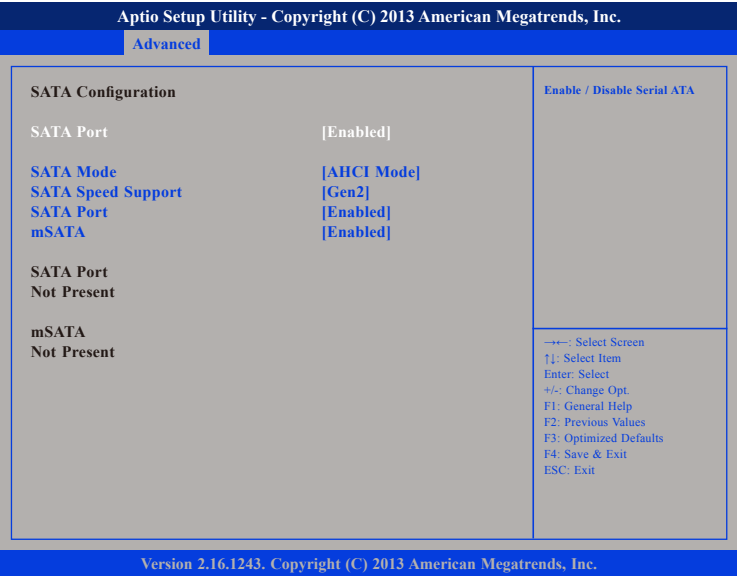 Aptio Setup Utility - Copyright (C) 2013 American Megatrends, Inc.
Advanced
SATA Configuration
SATA Port [Enabled]
SATA Mode [AHCI Mode]
SATA Speed Support [Gen2]
SATA Port [Enabled]
mSATA [Enabled]
SATA Port
Not Present
mSATA
Not Present
Enable / Disable Serial ATA
→←: Select Screen
↑↓: Select Item
Enter: Select
+/-: Change Opt.
F1: General Help
F2: Previous Values
F3: Optimized Defaults
F4: Save & Exit
ESC: Exit
Version 2.16.1243. Copyright (C) 2013 American Megatrends, Inc.